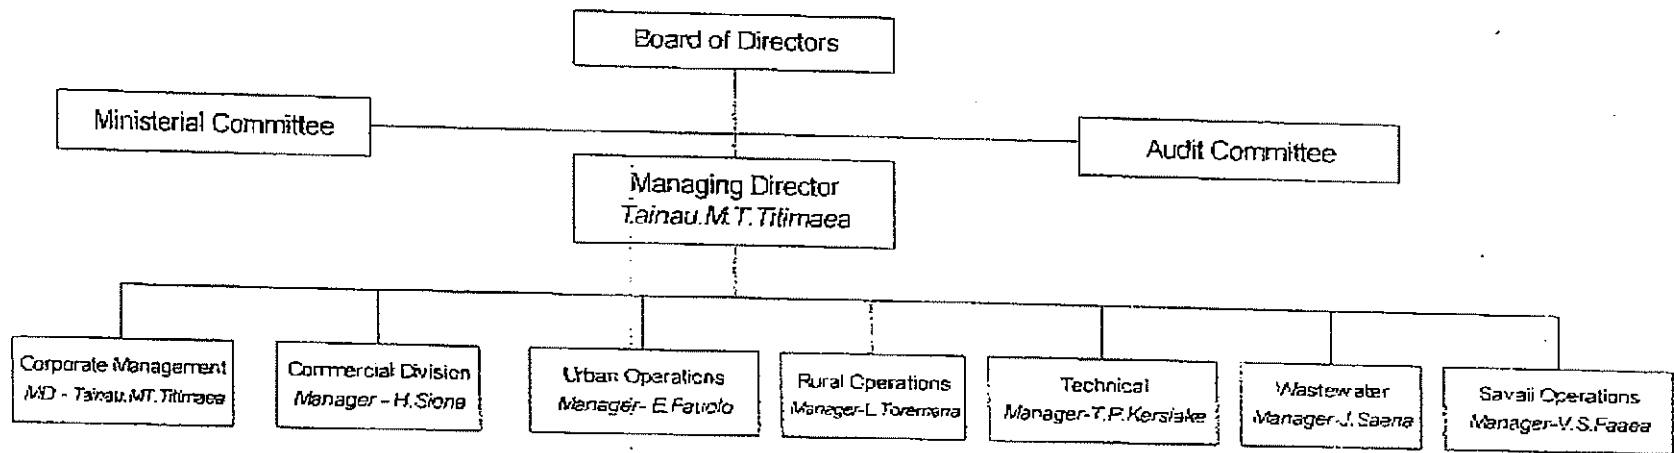 Board of Directors
Ministerial Committee
Audit Committee
Managing Director
Tainau.M.T.Titimaea
Corporate Management
MD - Tainau.MT.Titimaea
Commercial Division
Manager - H.Sione
Urban Operations
Manager- E.Fauolo
Rural Operations
Manager-L.Toremana
Technical
Manager-T.P.Kerslake
Wastewater
Manager-J.Saena
Savaii Operations
Manager-V.S.Faaea